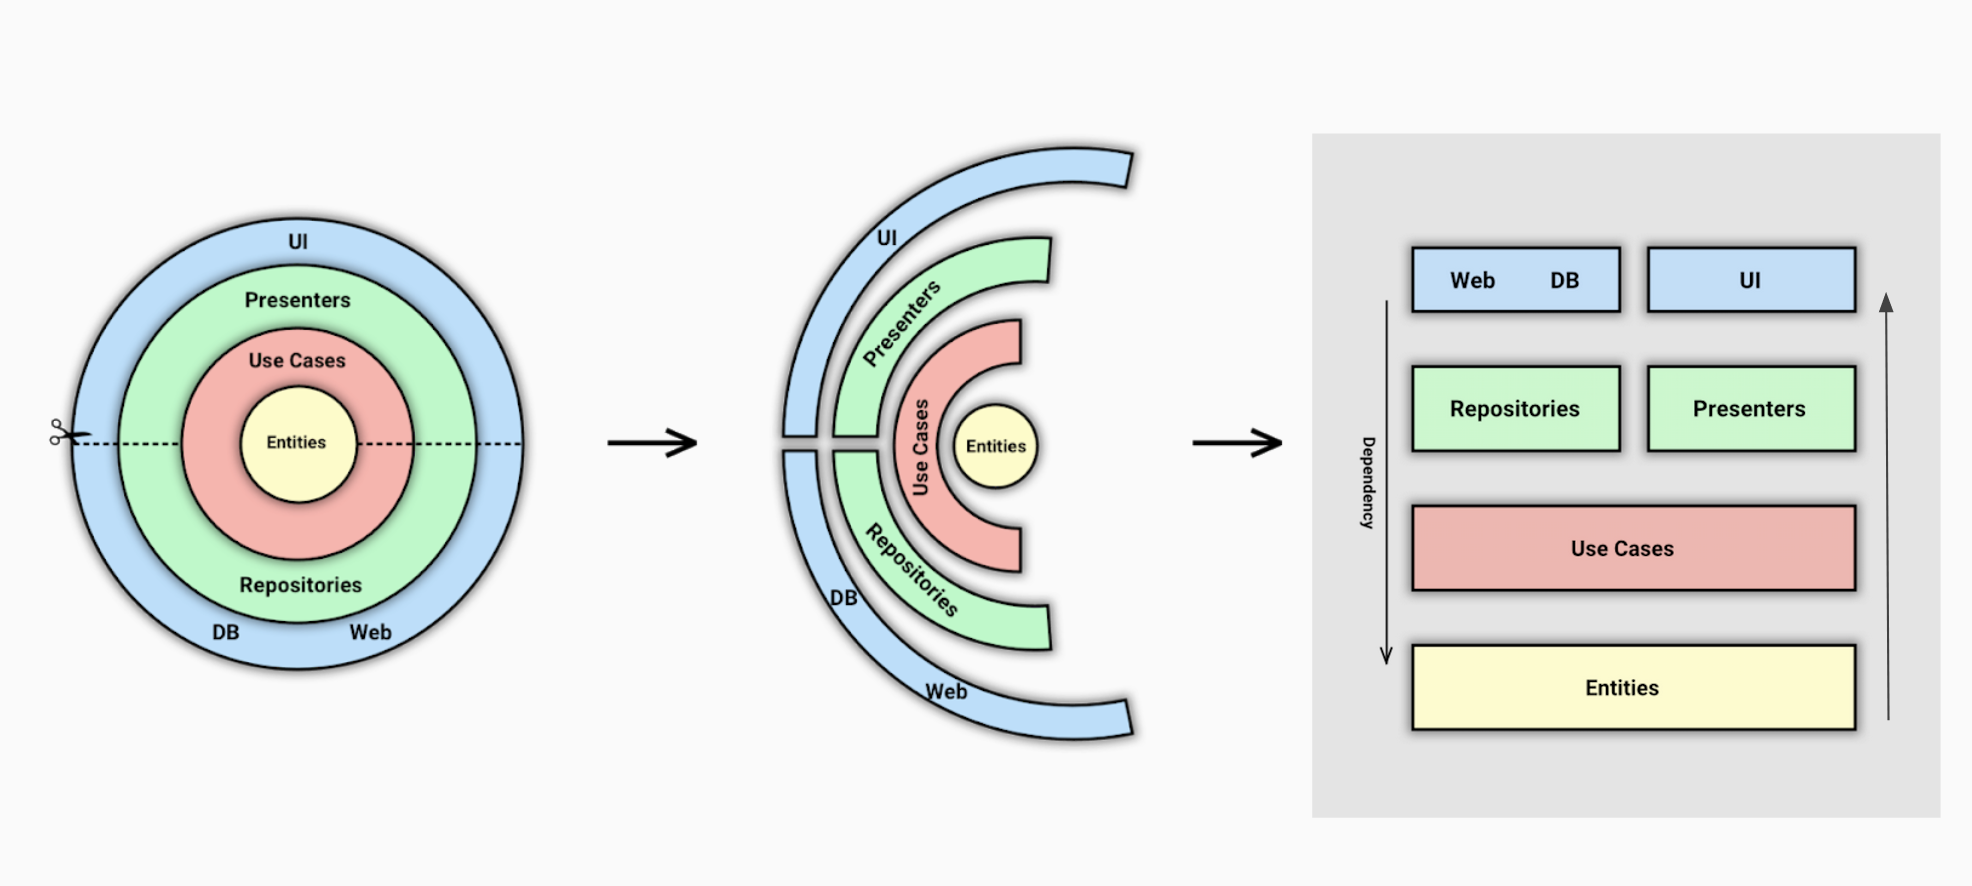 UI
Presenters
Use Cases
Entities
Repositories
DB Web
UI
Presenters
Use Cases
Entities
Repositories
DB
Web
Dependency
Web DB
UI
Repositories
Presenters
Use Cases
Entities